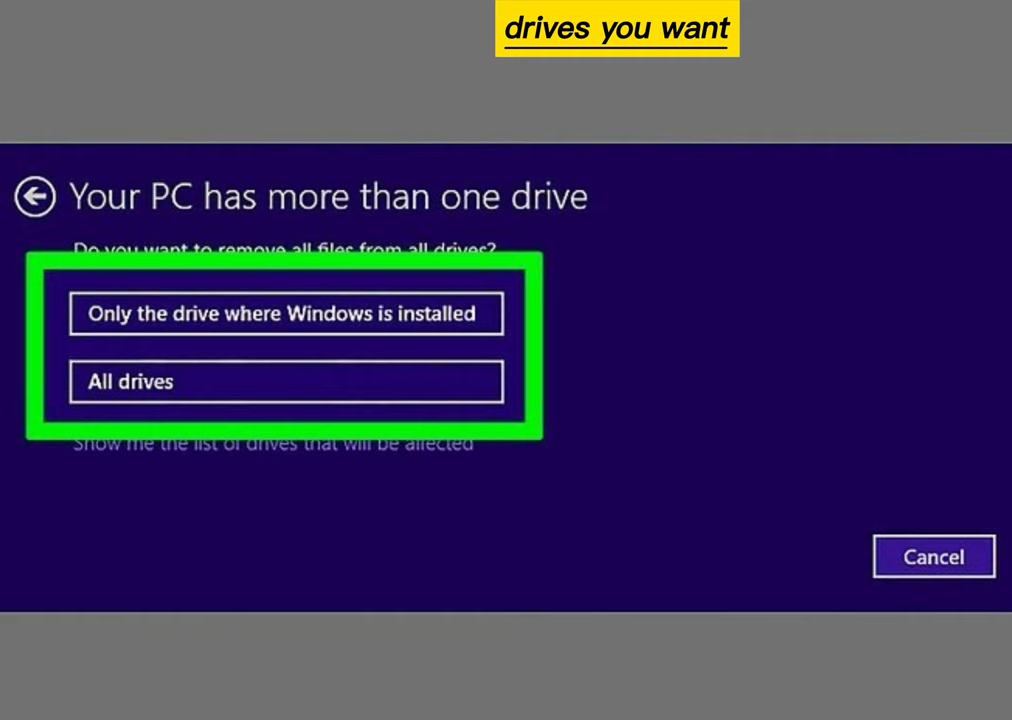 drives you want
Your PC has more than one drive
Do you want to remove all files from all drives?
Only the drive where Windows is installed
All drives
Show me the list of drives that will be affected
Cancel